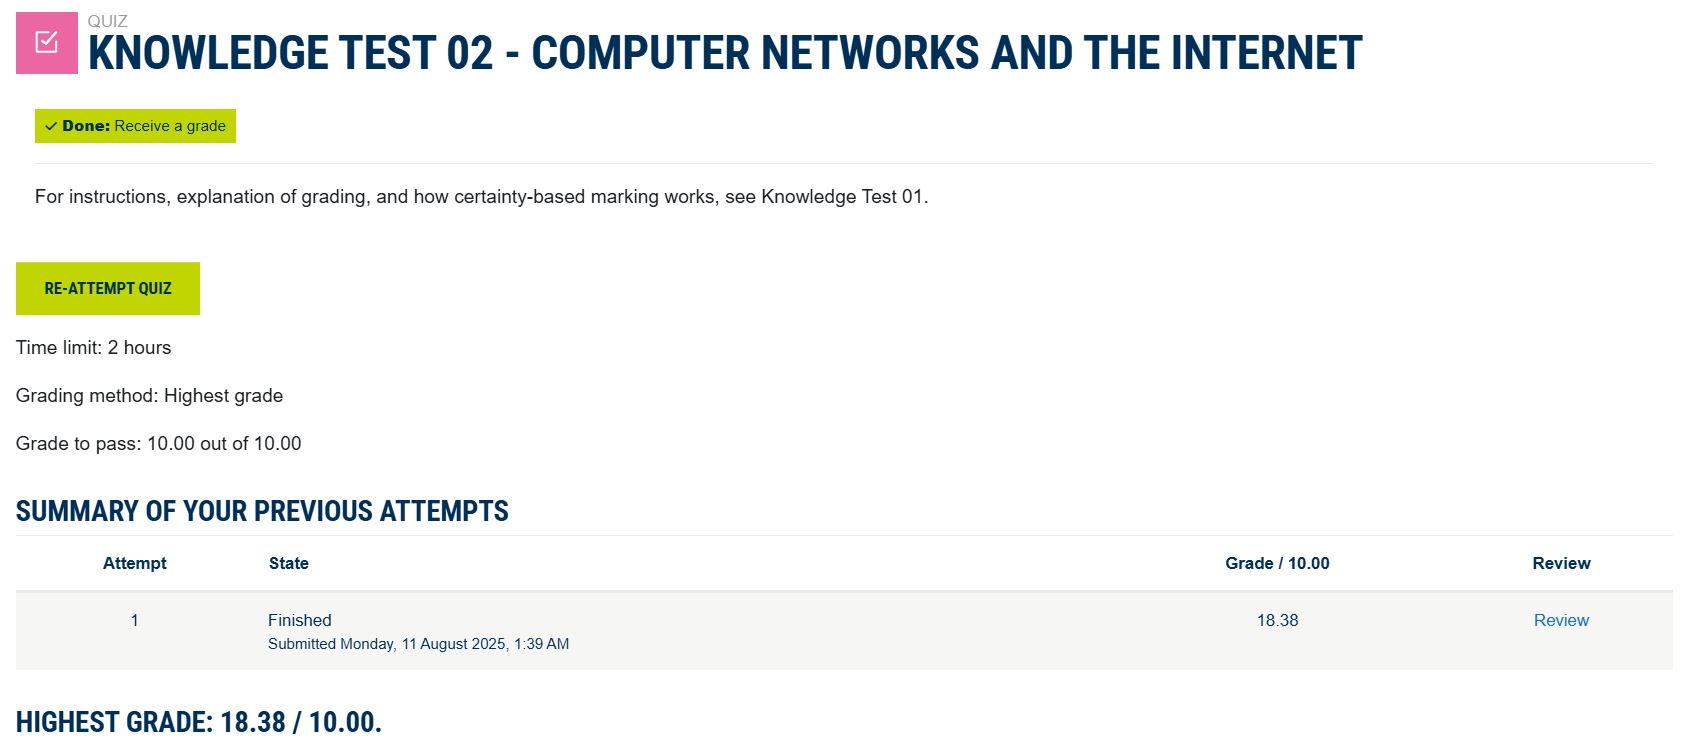 QUIZ
KNOWLEDGE TEST 02 - COMPUTER NETWORKS AND THE INTERNET
Done: Receive a grade
For instructions, explanation of grading, and how certainty-based marking works, see Knowledge Test 01.
RE-ATTEMPT QUIZ
Time limit: 2 hours
Grading method: Highest grade
Grade to pass: 10.00 out of 10.00
SUMMARY OF YOUR PREVIOUS ATTEMPTS
Attempt State Grade / 10.00 Review
1 Finished 18.38 Review
Submitted Monday, 11 August 2025, 1:39 AM
HIGHEST GRADE: 18.38 / 10.00.